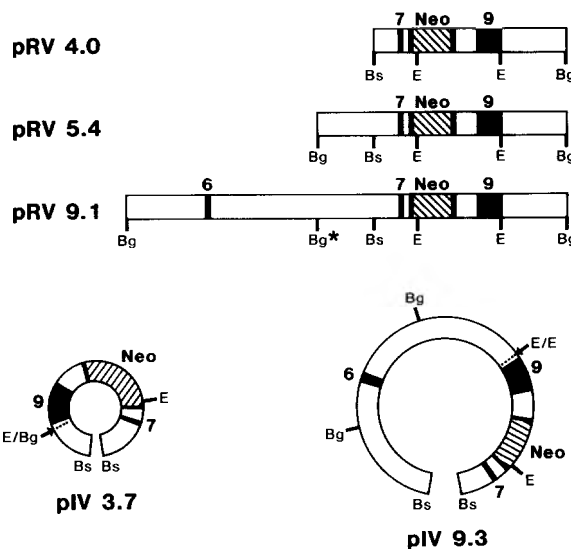 7 Neo 9
pRV 4.0
Bs E E Bg
7 Neo 9
pRV 5.4
Bg Bs E E Bg
6 7 Neo 9
pRV 9.1
Bg Bg* Bs E E Bg
Neo
9
E
7
E/Bg
Bs Bs
pIV 3.7
Bg
E/E
6
9
Bg
Neo
E
7
Bs Bs
pIV 9.3